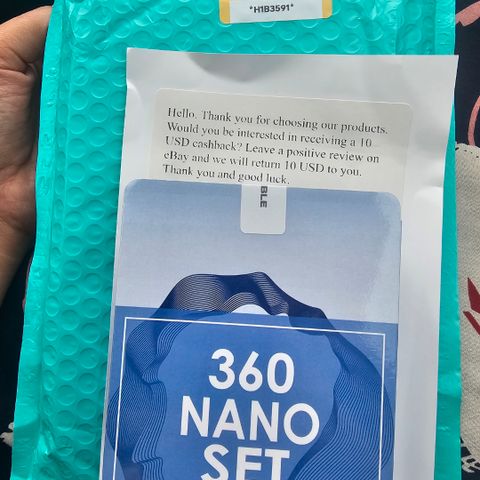 *H1B3591*
Hello. Thank you for choosing our products.
Would you be interested in receiving a 10
USD cashback? Leave a positive review on
eBay and we will return 10 USD to you.
Thank you and good luck.
BLE
360
NANO
SET